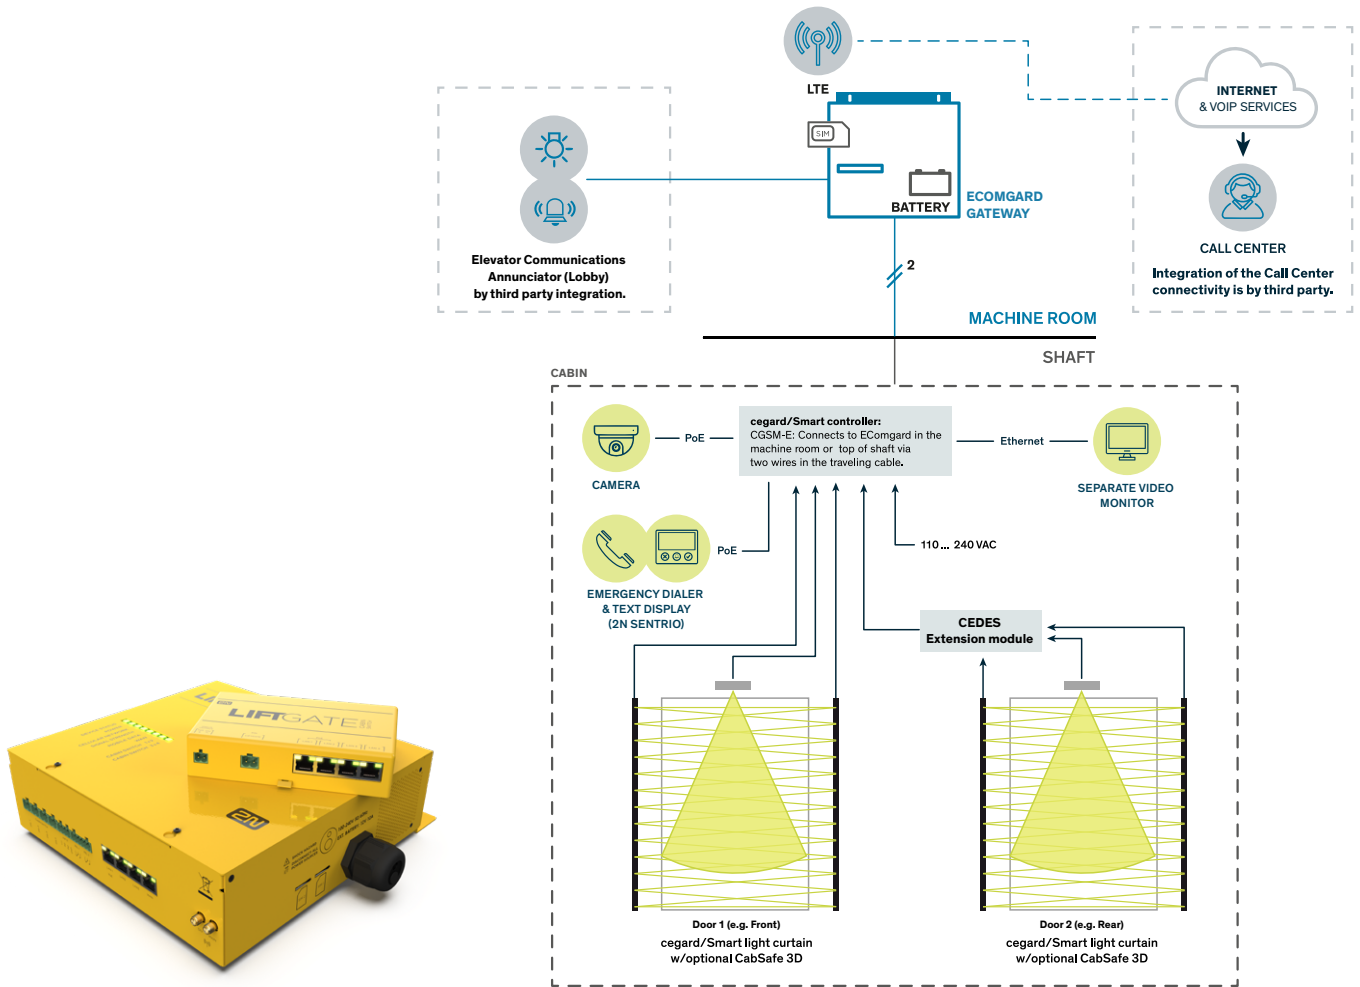 LTE
SIM
BATTERY
ECOMGARD
GATEWAY
INTERNET
& VOIP SERVICES
CALL CENTER
Integration of the Call Center
connectivity is by third party.
Elevator Communications
Annunciator (Lobby)
by third party integration.
2
MACHINE ROOM
SHAFT
CABIN
PoE
CAMERA
cegard/Smart controller:
CGSM-E: Connects to EComgard in the
machine room or top of shaft via
two wires in the traveling cable.
Ethernet
SEPARATE VIDEO
MONITOR
PoE
EMERGENCY DIALER
& TEXT DISPLAY
(2N SENTRIO)
110 ... 240 VAC
CEDES
Extension module
Door 1 (e.g. Front)
cegard/Smart light curtain
w/optional CabSafe 3D
Door 2 (e.g. Rear)
cegard/Smart light curtain
w/optional CabSafe 3D
LIFTGATE
2N